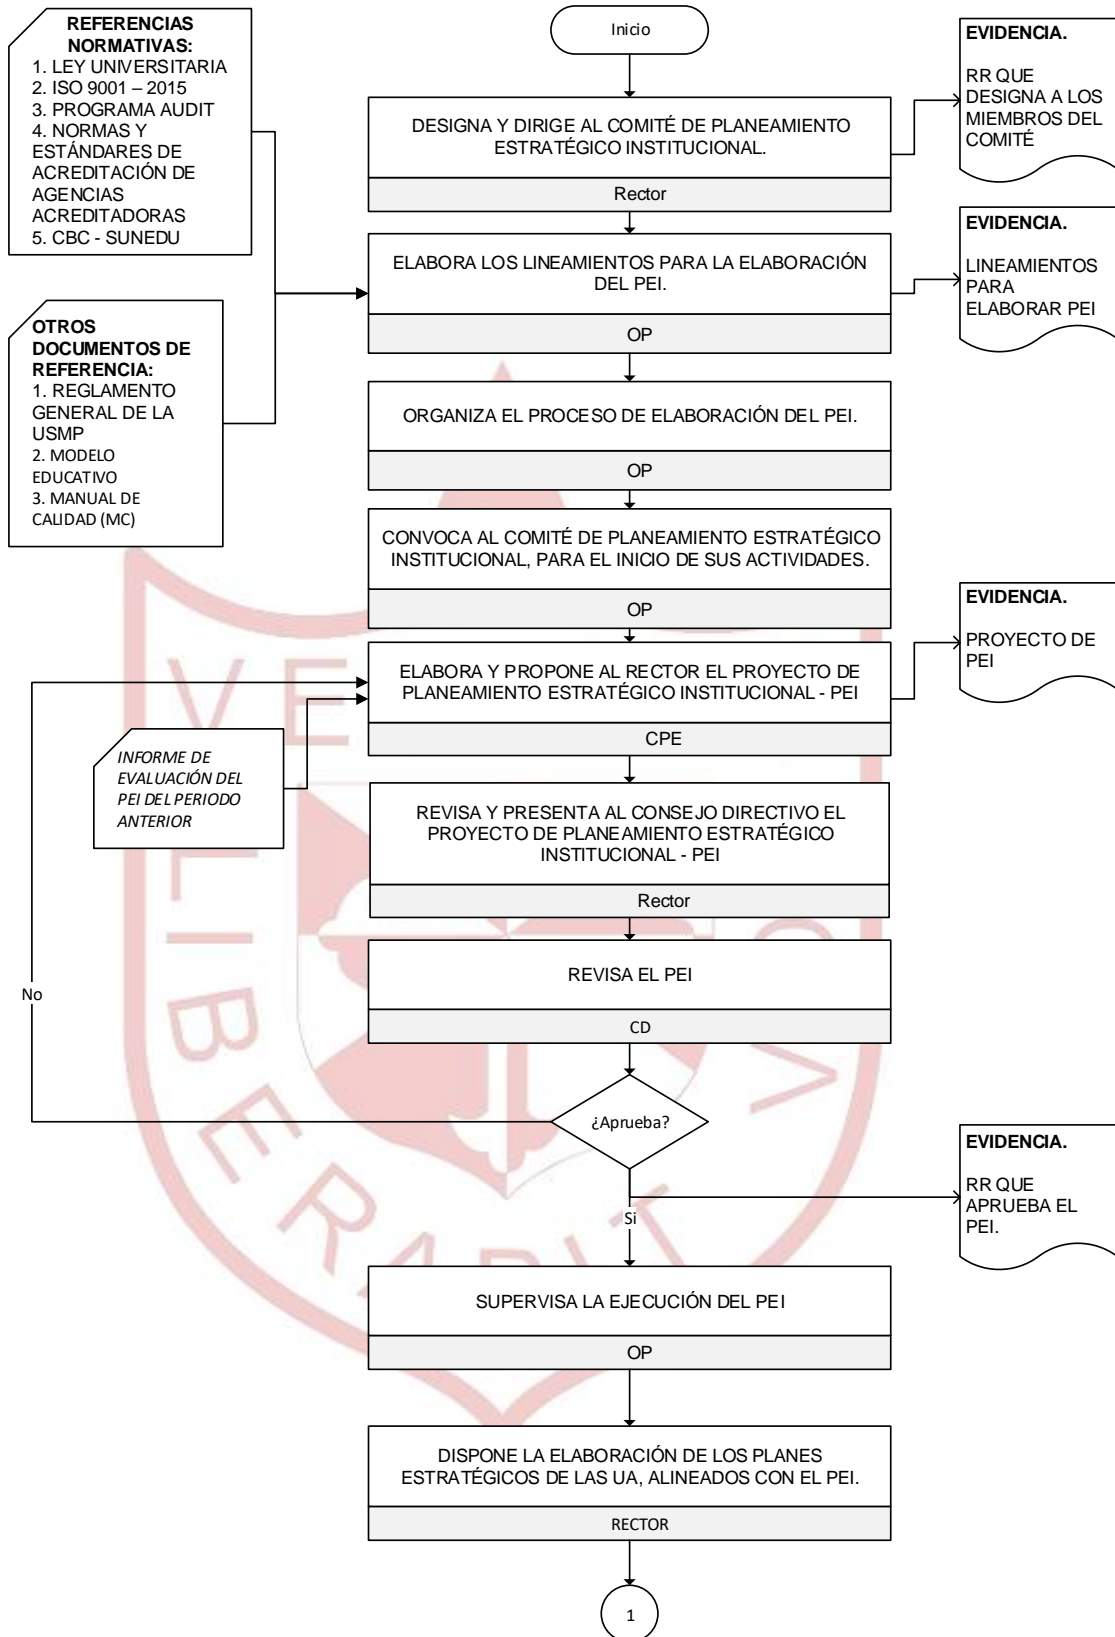 REFERENCIAS
NORMATIVAS:
1. LEY UNIVERSITARIA
2. ISO 9001 – 2015
3. PROGRAMA AUDIT
4. NORMAS Y
ESTÁNDARES DE
ACREDITACIÓN DE
AGENCIAS
ACREDITADORAS
5. CBC - SUNEDU
OTROS
DOCUMENTOS DE
REFERENCIA:
1. REGLAMENTO
GENERAL DE LA
USMP
2. MODELO
EDUCATIVO
3. MANUAL DE
CALIDAD (MC)
Inicio
DESIGNA Y DIRIGE AL COMITÉ DE PLANEAMIENTO
ESTRATÉGICO INSTITUCIONAL.
Rector
EVIDENCIA.
RR QUE
DESIGNA A LOS
MIEMBROS DEL
COMITÉ
ELABORA LOS LINEAMIENTOS PARA LA ELABORACIÓN
DEL PEI.
OP
EVIDENCIA.
LINEAMIENTOS
PARA
ELABORAR PEI
ORGANIZA EL PROCESO DE ELABORACIÓN DEL PEI.
OP
CONVOCA AL COMITÉ DE PLANEAMIENTO ESTRATÉGICO
INSTITUCIONAL, PARA EL INICIO DE SUS ACTIVIDADES.
OP
ELABORA Y PROPONE AL RECTOR EL PROYECTO DE
PLANEAMIENTO ESTRATÉGICO INSTITUCIONAL - PEI
CPE
EVIDENCIA.
PROYECTO DE
PEI
INFORME DE
EVALUACIÓN DEL
PEI DEL PERIODO
ANTERIOR
REVISA Y PRESENTA AL CONSEJO DIRECTIVO EL
PROYECTO DE PLANEAMIENTO ESTRATÉGICO
INSTITUCIONAL - PEI
Rector
REVISA EL PEI
CD
No
¿Aprueba?
Si
EVIDENCIA.
RR QUE
APRUEBA EL
PEI.
SUPERVISA LA EJECUCIÓN DEL PEI
OP
DISPONE LA ELABORACIÓN DE LOS PLANES
ESTRATÉGICOS DE LAS UA, ALINEADOS CON EL PEI.
RECTOR
1